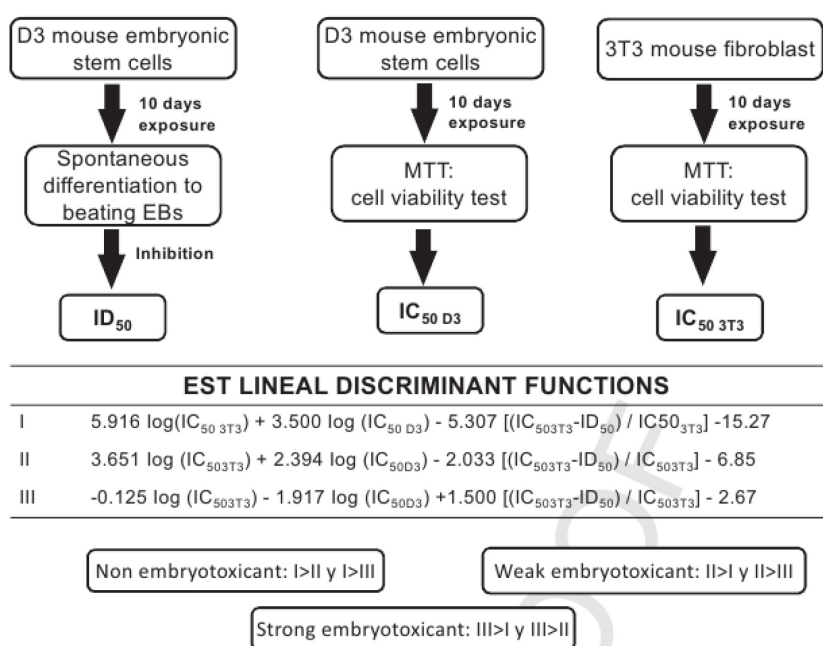 D3 mouse embryonic
stem cells
D3 mouse embryonic
stem cells
3T3 mouse fibroblast
10 days
exposure
10 days
exposure
10 days
exposure
Spontaneous
differentiation to
beating EBs
MTT:
cell viability test
MTT:
cell viability test
Inhibition
ID50
IC50 D3
IC50 3T3
EST LINEAL DISCRIMINANT FUNCTIONS
I 5.916 log(IC50 3T3) + 3.500 log (IC50 D3) - 5.307 [(IC503T3-ID50) / IC503T3] -15.27
II 3.651 log (IC503T3) + 2.394 log (IC50D3) - 2.033 [(IC503T3-ID50) / IC503T3] - 6.85
III -0.125 log (IC503T3) - 1.917 log (IC50D3) +1.500 [(IC503T3-ID50) / IC503T3] - 2.67
Non embryotoxicant: I>II y I>III
Weak embryotoxicant: II>I y II>III
Strong embryotoxicant: III>I y III>II